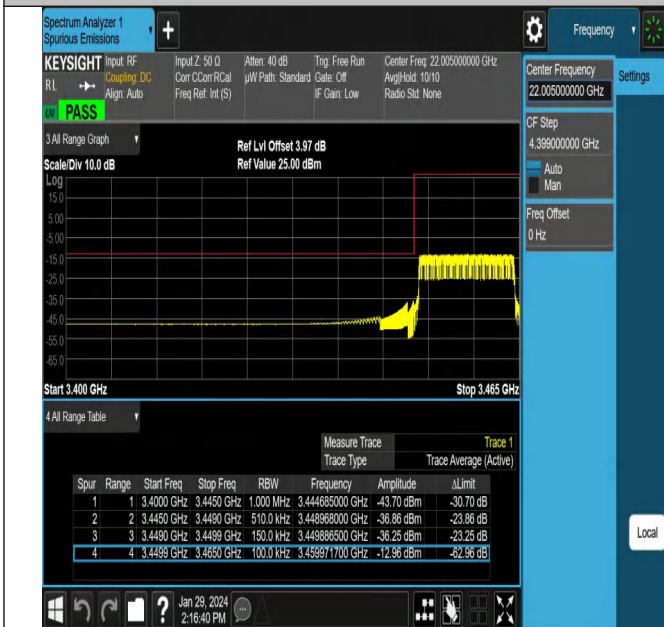 Spectrum Analyzer 1
Spurious Emissions
+
Frequency
KEYSIGHT
RL
Input: RF
Coupling: DC
Align: Auto
Input Z: 50 Ω
Corr CCorr RCal
Freq Ref: Int (S)
Atten: 40 dB
µW Path: Standard
Trig: Free Run
Gate: Off
IF Gain: Low
Center Freq: 22.005000000 GHz
Avg|Hold: 10/10
Radio Std: None
PASS
Center Frequency
22.005000000 GHz
Settings
CF Step
4.399000000 GHz
Auto
Man
Freq Offset
0 Hz
3 All Range Graph
Scale/Div 10.0 dB
Ref Lvl Offset 3.97 dB
Ref Value 25.00 dBm
Log
15.0
5.00
-5.00
-15.0
-25.0
-35.0
-45.0
-55.0
-65.0
Start 3.400 GHz
Stop 3.465 GHz
4 All Range Table
Measure Trace Trace 1
Trace Type Trace Average (Active)
Spur Range Start Freq Stop Freq RBW Frequency Amplitude ΔLimit
1 1 3.4000 GHz 3.4450 GHz 1.000 MHz 3.444685000 GHz -43.70 dBm -30.70 dB
2 2 3.4450 GHz 3.4490 GHz 510.0 kHz 3.448968000 GHz -36.86 dBm -23.86 dB
3 3 3.4490 GHz 3.4499 GHz 150.0 kHz 3.449886500 GHz -36.25 dBm -23.25 dB
4 4 3.4499 GHz 3.4650 GHz 100.0 kHz 3.459971700 GHz -12.96 dBm -62.96 dB
Local
?
Jan 29, 2024
2:16:40 PM